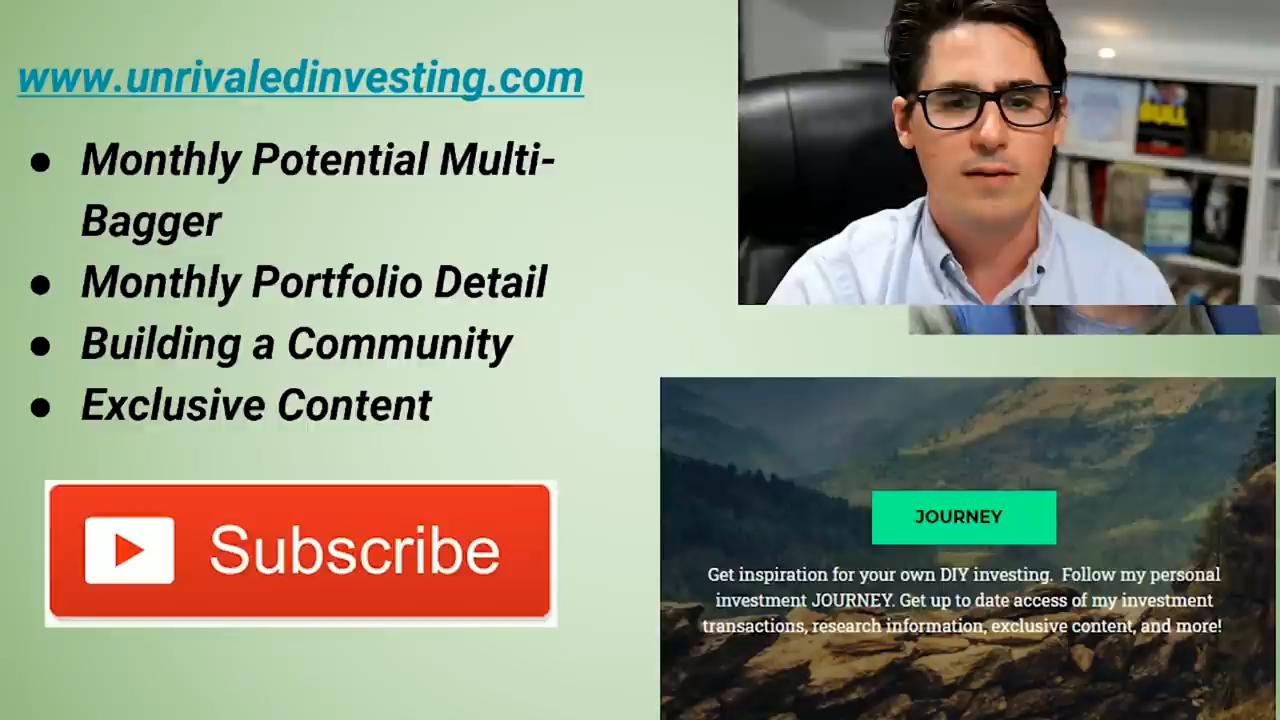 www.unrivaledinvesting.com
● Monthly Potential Multi-
Bagger
● Monthly Portfolio Detail
● Building a Community
● Exclusive Content
Subscribe
BULL
JOURNEY
Get inspiration for your own DIY investing. Follow my personal
investment JOURNEY. Get up to date access of my investment
transactions, research information, exclusive content, and more!